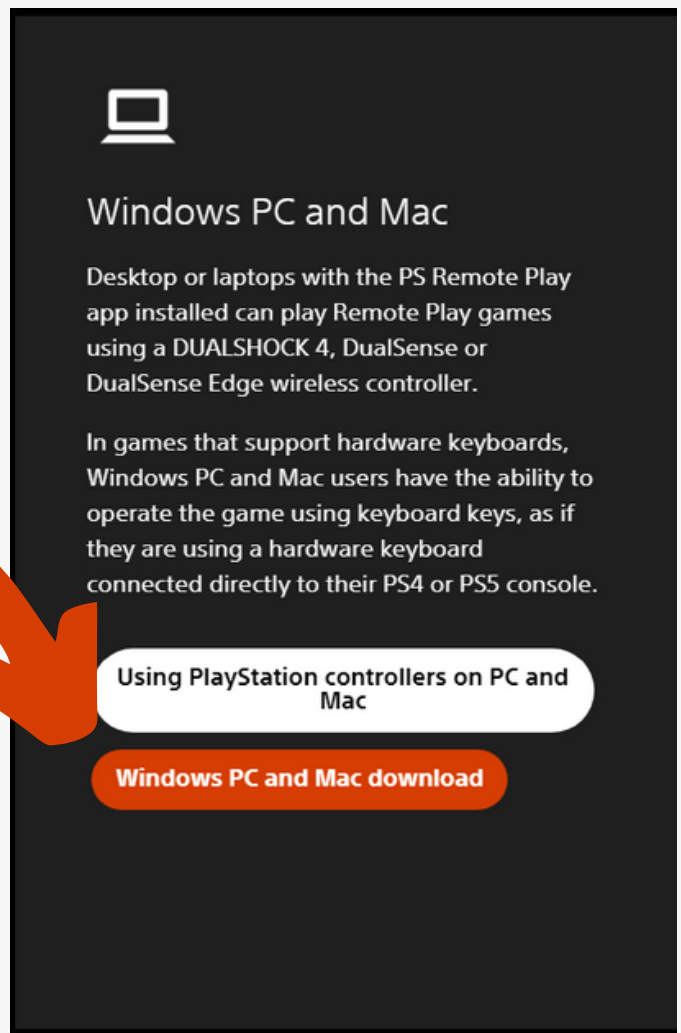 Windows PC and Mac
Desktop or laptops with the PS Remote Play
app installed can play Remote Play games
using a DUALSHOCK 4, DualSense or
DualSense Edge wireless controller.
In games that support hardware keyboards,
Windows PC and Mac users have the ability to
operate the game using keyboard keys, as if
they are using a hardware keyboard
connected directly to their PS4 or PS5 console.
Using PlayStation controllers on PC and
Mac
Windows PC and Mac download